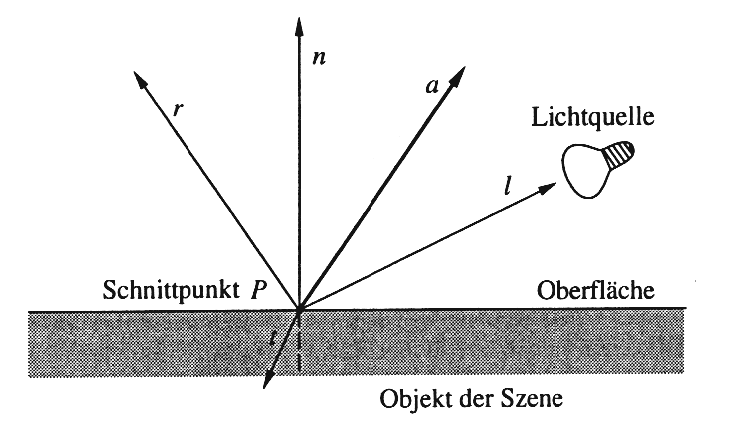 n
a
r
Lichtquelle
l
Schnittpunkt P
Oberfläche
t
Objekt der Szene